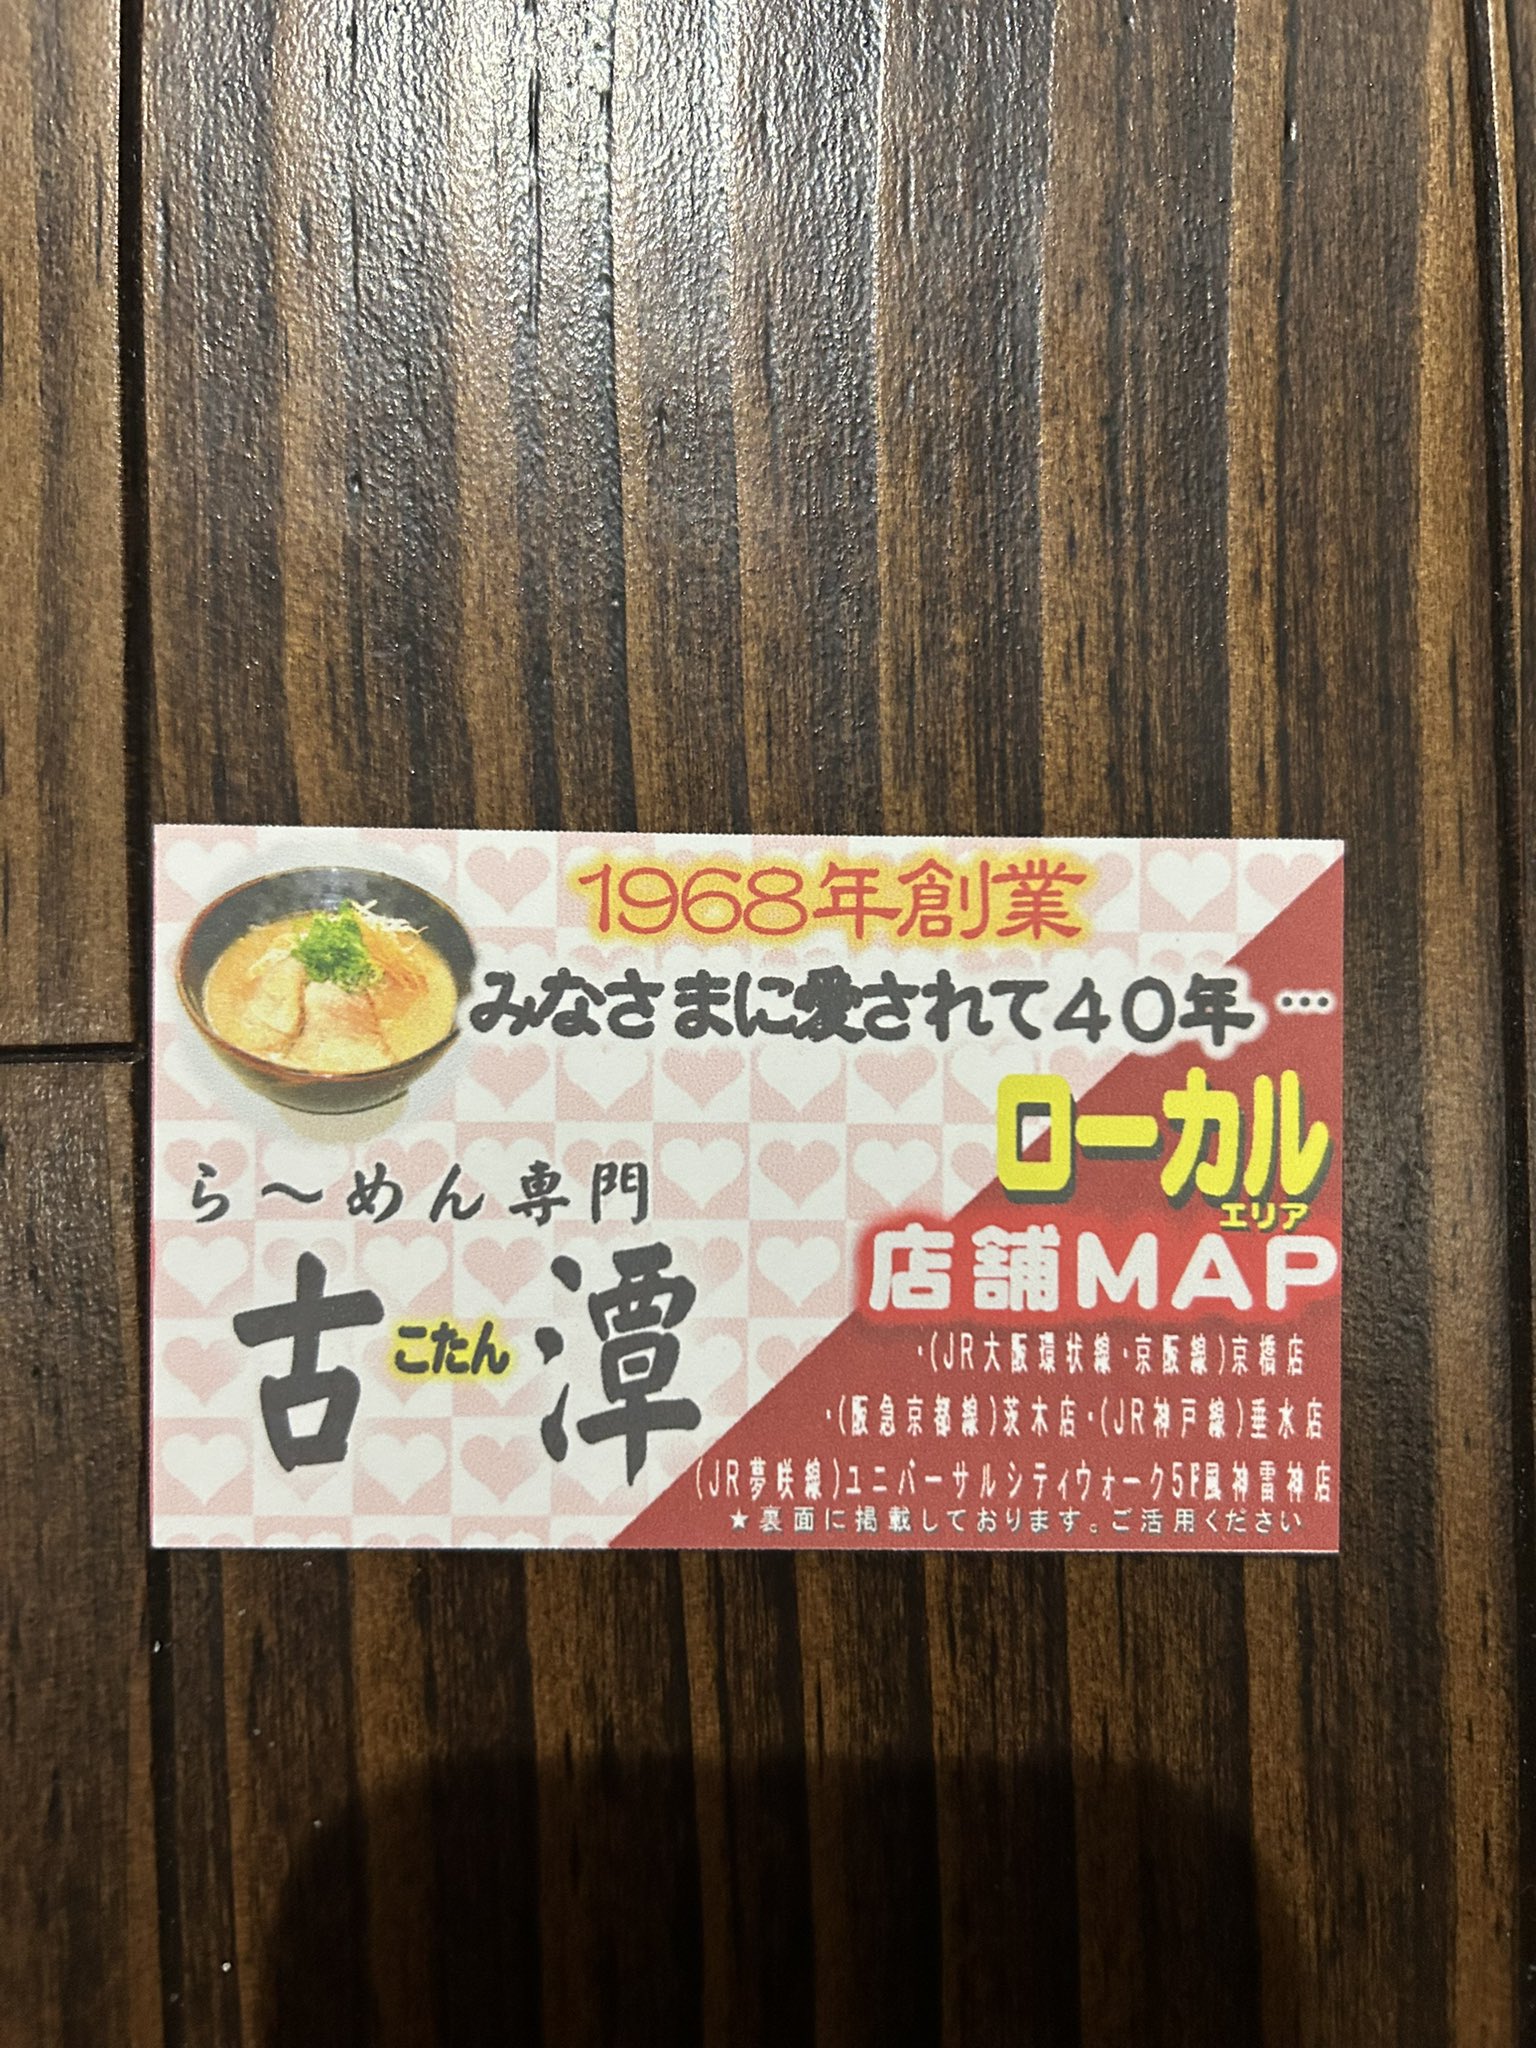 1968年創業
みなさまに愛されて40年…
ローカル
エリア
店舗MAP
ら〜めん専門
古潭
こたん
・(JR大阪環状線・京阪線)京橋店
・(阪急京都線)茨木店・(JR神戸線)垂水店
(JR夢咲線)ユニバーサルシティウォーク5F風神雷神店
★裏面に掲載しております。ご活用ください